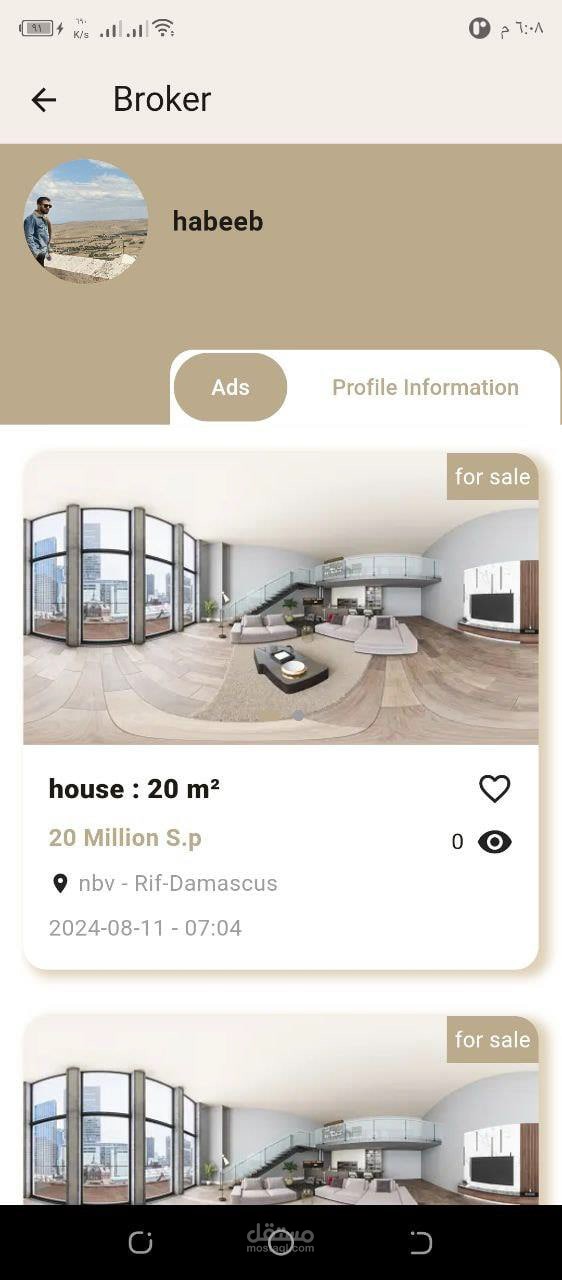 ٩١
٦٩٠
K/s
٦:٠٨ م
Broker
habeeb
Ads
Profile Information
for sale
house : 20 m²
20 Million S.p
0
nbv - Rif-Damascus
2024-08-11 - 07:04
for sale
مستقل
mostaql.com